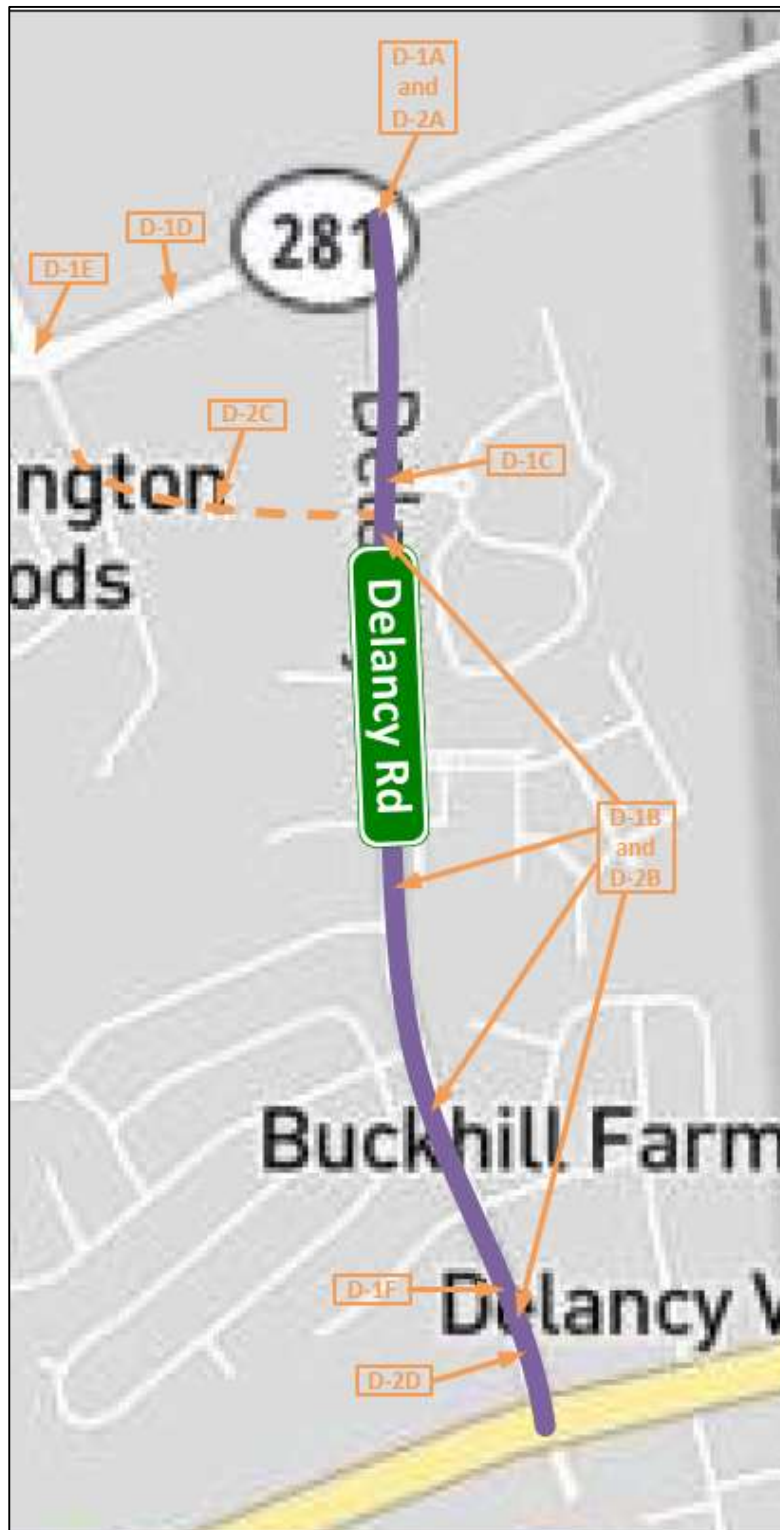 D-1A
and
D-2A
281
D-1D
D-1E
D-2C
ngton
ods
D-1C
Delancy Rd
D-1B
and
D-2B
Buckhill Farm
D-1F
Delancy V
D-2D